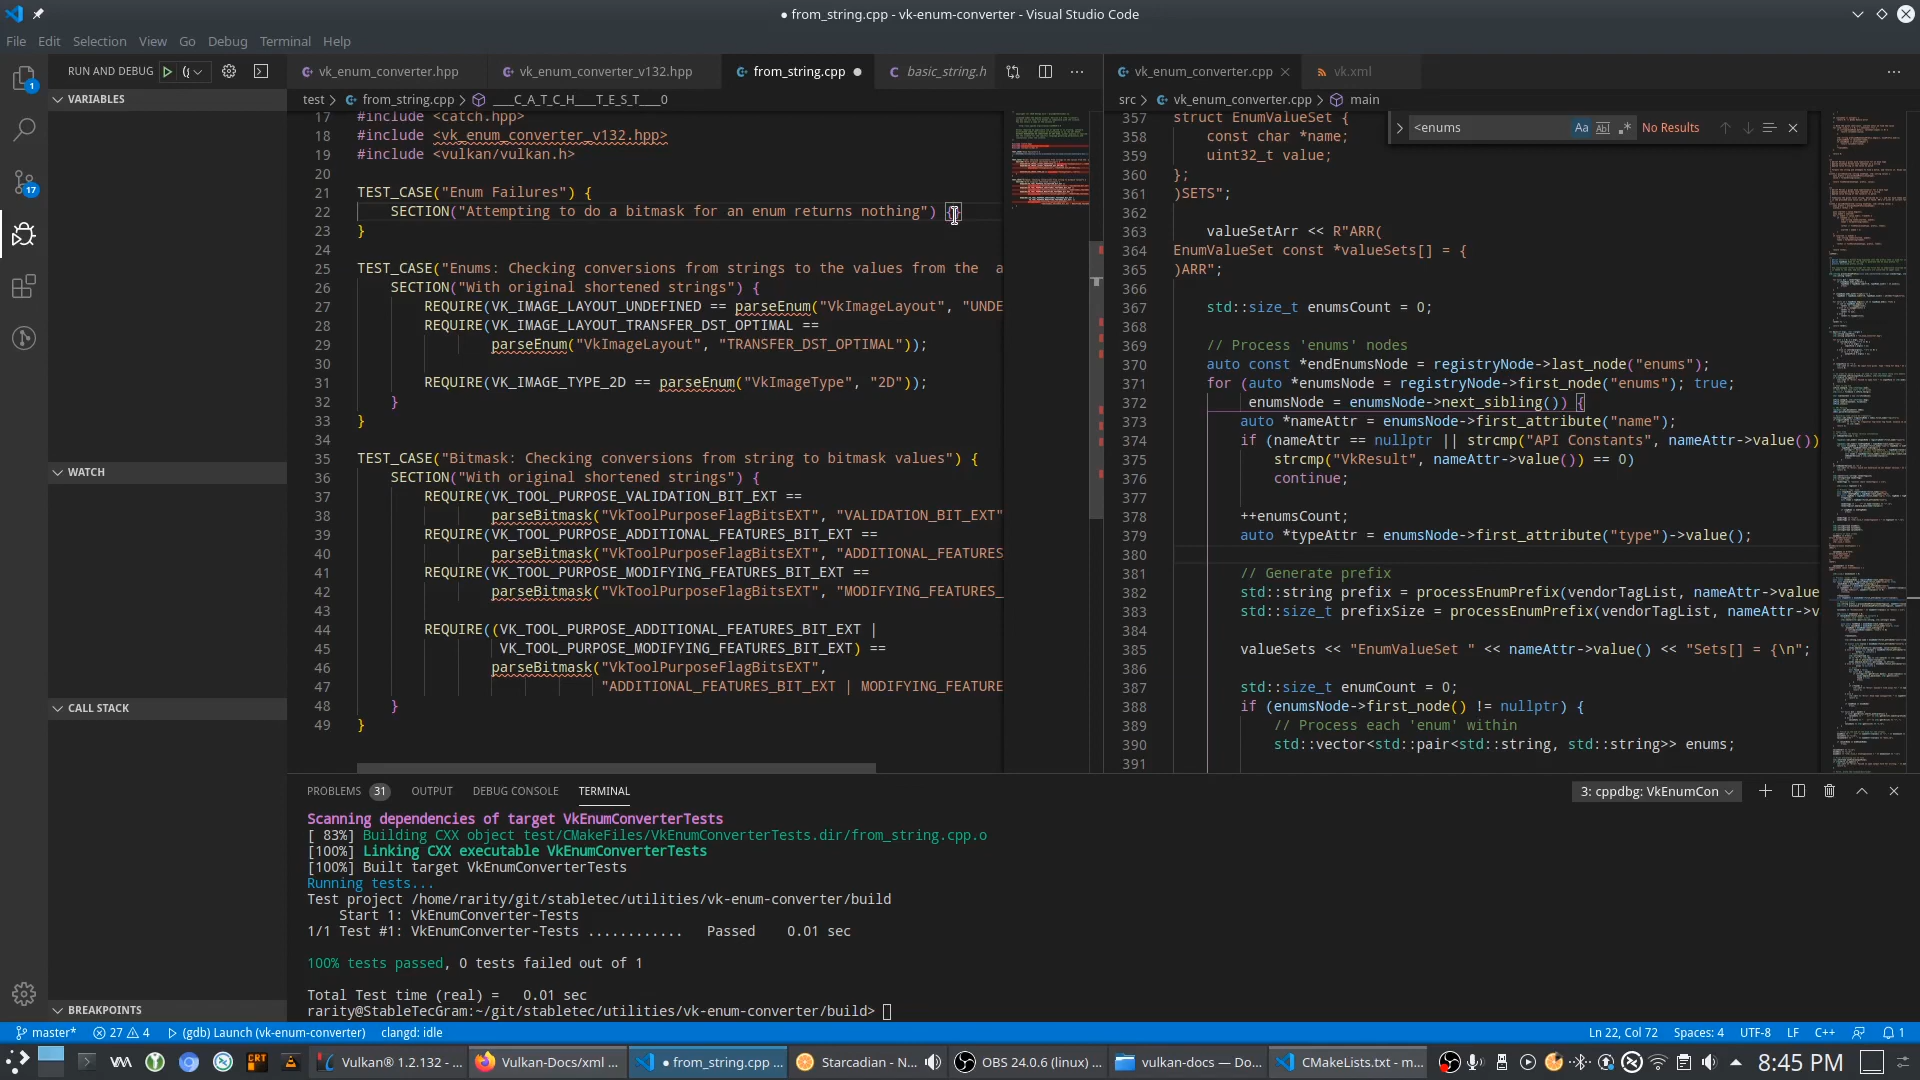 ● from_string.cpp - vk-enum-converter - Visual Studio Code
File Edit Selection View Go Debug Terminal Help
RUN AND DEBUG
VARIABLES
WATCH
CALL STACK
BREAKPOINTS
1
17
vk_enum_converter.hpp
vk_enum_converter_v132.hpp
from_string.cpp ●
basic_string.h
test > from_string.cpp > ____C_A_T_C_H____T_E_S_T____0
17 #include <catch.hpp>
18 #include <vk_enum_converter_v132.hpp>
19 #include <vulkan/vulkan.h>
20
21 TEST_CASE("Enum Failures") {
22 SECTION("Attempting to do a bitmask for an enum returns nothing") {}
23 }
24
25 TEST_CASE("Enums: Checking conversions from strings to the values from the a
26 SECTION("With original shortened strings") {
27 REQUIRE(VK_IMAGE_LAYOUT_UNDEFINED == parseEnum("VkImageLayout", "UNDE
28 REQUIRE(VK_IMAGE_LAYOUT_TRANSFER_DST_OPTIMAL ==
29 parseEnum("VkImageLayout", "TRANSFER_DST_OPTIMAL"));
30
31 REQUIRE(VK_IMAGE_TYPE_2D == parseEnum("VkImageType", "2D"));
32 }
33 }
34
35 TEST_CASE("Bitmask: Checking conversions from string to bitmask values") {
36 SECTION("With original shortened strings") {
37 REQUIRE(VK_TOOL_PURPOSE_VALIDATION_BIT_EXT ==
38 parseBitmask("VkToolPurposeFlagBitsEXT", "VALIDATION_BIT_EXT"
39 REQUIRE(VK_TOOL_PURPOSE_ADDITIONAL_FEATURES_BIT_EXT ==
40 parseBitmask("VkToolPurposeFlagBitsEXT", "ADDITIONAL_FEATURES
41 REQUIRE(VK_TOOL_PURPOSE_MODIFYING_FEATURES_BIT_EXT ==
42 parseBitmask("VkToolPurposeFlagBitsEXT", "MODIFYING_FEATURES_
43
44 REQUIRE((VK_TOOL_PURPOSE_ADDITIONAL_FEATURES_BIT_EXT |
45 VK_TOOL_PURPOSE_MODIFYING_FEATURES_BIT_EXT) ==
46 parseBitmask("VkToolPurposeFlagBitsEXT",
47 "ADDITIONAL_FEATURES_BIT_EXT | MODIFYING_FEATURE
48 }
49 }
vk_enum_converter.cpp
vk.xml
src > vk_enum_converter.cpp > main
<enums Aa Abl .* No Results
357 struct EnumValueSet {
358 const char *name;
359 uint32_t value;
360 };
361 )SETS";
362
363 valueSetArr << R"ARR(
364 EnumValueSet const *valueSets[] = {
365 )ARR";
366
367 std::size_t enumsCount = 0;
368
369 // Process 'enums' nodes
370 auto const *endEnumsNode = registryNode->last_node("enums");
371 for (auto *enumsNode = registryNode->first_node("enums"); true;
372 enumsNode = enumsNode->next_sibling()) {
373 auto *nameAttr = enumsNode->first_attribute("name");
374 if (nameAttr == nullptr || strcmp("API Constants", nameAttr->value())
375 strcmp("VkResult", nameAttr->value()) == 0)
376 continue;
377
378 ++enumsCount;
379 auto *typeAttr = enumsNode->first_attribute("type")->value();
380
381 // Generate prefix
382 std::string prefix = processEnumPrefix(vendorTagList, nameAttr->value
383 std::size_t prefixSize = processEnumPrefix(vendorTagList, nameAttr->v
384
385 valueSets << "EnumValueSet " << nameAttr->value() << "Sets[] = {\n";
386
387 std::size_t enumCount = 0;
388 if (enumsNode->first_node() != nullptr) {
389 // Process each 'enum' within
390 std::vector<std::pair<std::string, std::string>> enums;
391
PROBLEMS 31 OUTPUT DEBUG CONSOLE TERMINAL 3: cppdbg: VkEnumCon
Scanning dependencies of target VkEnumConverterTests
[ 83%] Building CXX object test/CMakeFiles/VkEnumConverterTests.dir/from_string.cpp.o
[100%] Linking CXX executable VkEnumConverterTests
[100%] Built target VkEnumConverterTests
Running tests...
Test project /home/rarity/git/stabletec/utilities/vk-enum-converter/build
Start 1: VkEnumConverter-Tests
1/1 Test #1: VkEnumConverter-Tests ............ Passed 0.01 sec
100% tests passed, 0 tests failed out of 1
Total Test time (real) = 0.01 sec
rarity@StableTecGram:~/git/stabletec/utilities/vk-enum-converter/build>
master* 27 4 (gdb) Launch (vk-enum-converter) clangd: idle Ln 22, Col 72 Spaces: 4 UTF-8 LF C++ 1
Vulkan® 1.2.132 - ... Vulkan-Docs/xml ... ● from_string.cpp ... Starcadian - N... OBS 24.0.6 (linux) ... vulkan-docs — Do... CMakeLists.txt - m... 8:45 PM